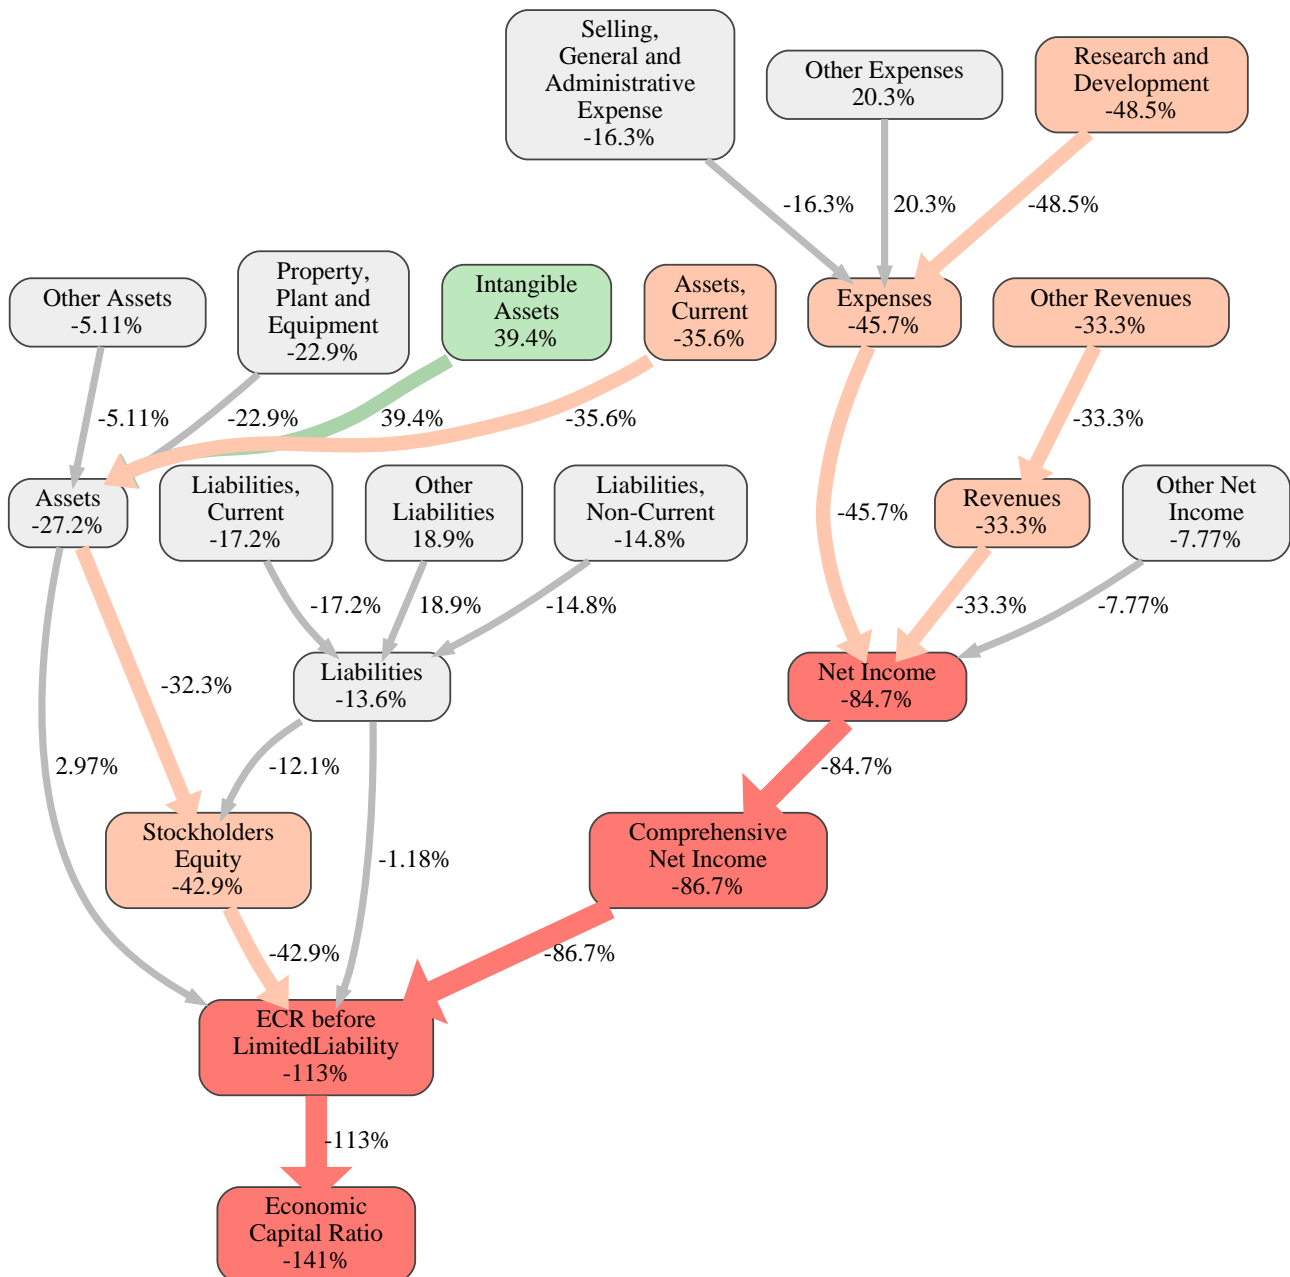 Selling,
General and
Administrative
Expense
-16.3%
Other Expenses
20.3%
Research and
Development
-48.5%
-16.3%
20.3%
-48.5%
Other Assets
-5.11%
Property,
Plant and
Equipment
-22.9%
Intangible
Assets
39.4%
Assets,
Current
-35.6%
Expenses
-45.7%
Other Revenues
-33.3%
-5.11%
-22.9%
39.4%
-35.6%
-33.3%
Assets
-27.2%
Liabilities,
Current
-17.2%
Other
Liabilities
18.9%
Liabilities,
Non-Current
-14.8%
-45.7%
Revenues
-33.3%
Other Net
Income
-7.77%
-17.2%
18.9%
-14.8%
-33.3%
-7.77%
-32.3%
Liabilities
-13.6%
Net Income
-84.7%
2.97%
-12.1%
-84.7%
Stockholders
Equity
-42.9%
-1.18%
Comprehensive
Net Income
-86.7%
-42.9%
-86.7%
ECR before
LimitedLiability
-113%
-113%
Economic
Capital Ratio
-141%